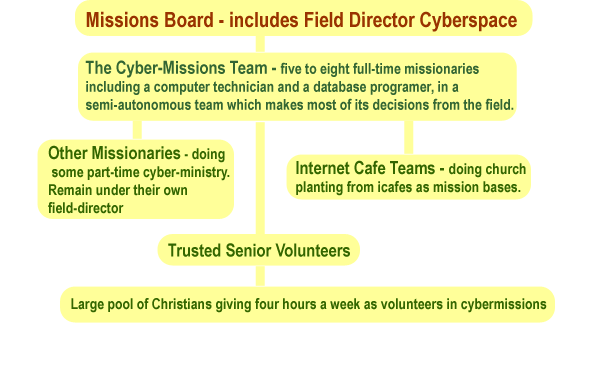 Missions Board - includes Field Director Cyberspace
The Cyber-Missions Team - five to eight full-time missionaries
including a computer technician and a database programer, in a
semi-autonomous team which makes most of its decisions from the field.
Other Missionaries - doing
some part-time cyber-ministry.
Remain under their own
field-director
Internet Cafe Teams - doing church
planting from icafes as mission bases.
Trusted Senior Volunteers
Large pool of Christians giving four hours a week as volunteers in cybermissions